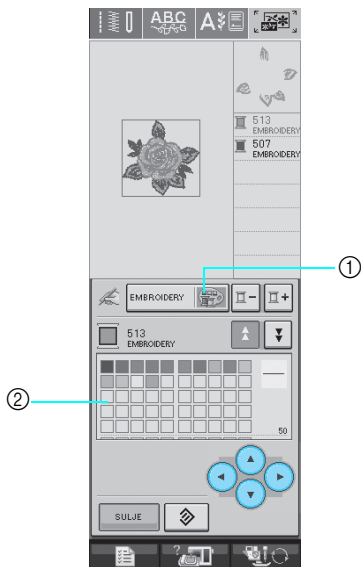 ABC
A
513
EMBROIDERY
507
EMBROIDERY
①
EMBROIDERY
-
+
513
EMBROIDERY
②
50
SULJE
?